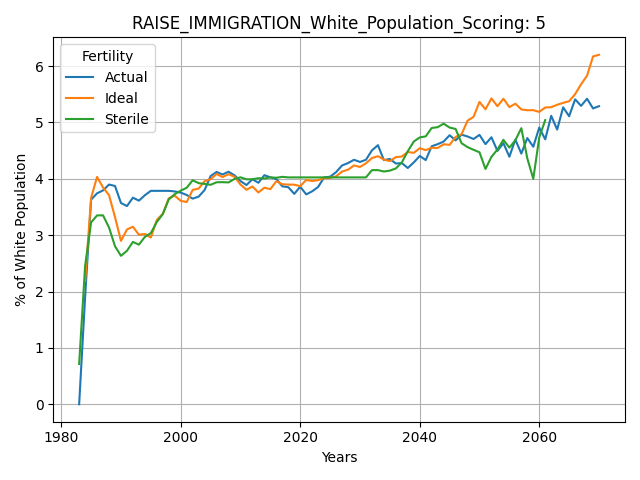 RAISE_IMMIGRATION_White_Population_Scoring: 5
Fertility
Actual
Ideal
Sterile
% of White Population
6
5
4
3
2
1
0
1980 2000 2020 2040 2060
Years